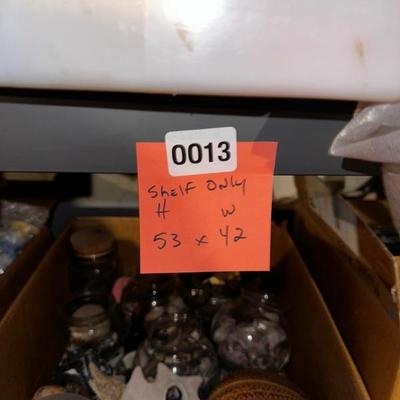 0013
Shelf only
H W
53 x 42